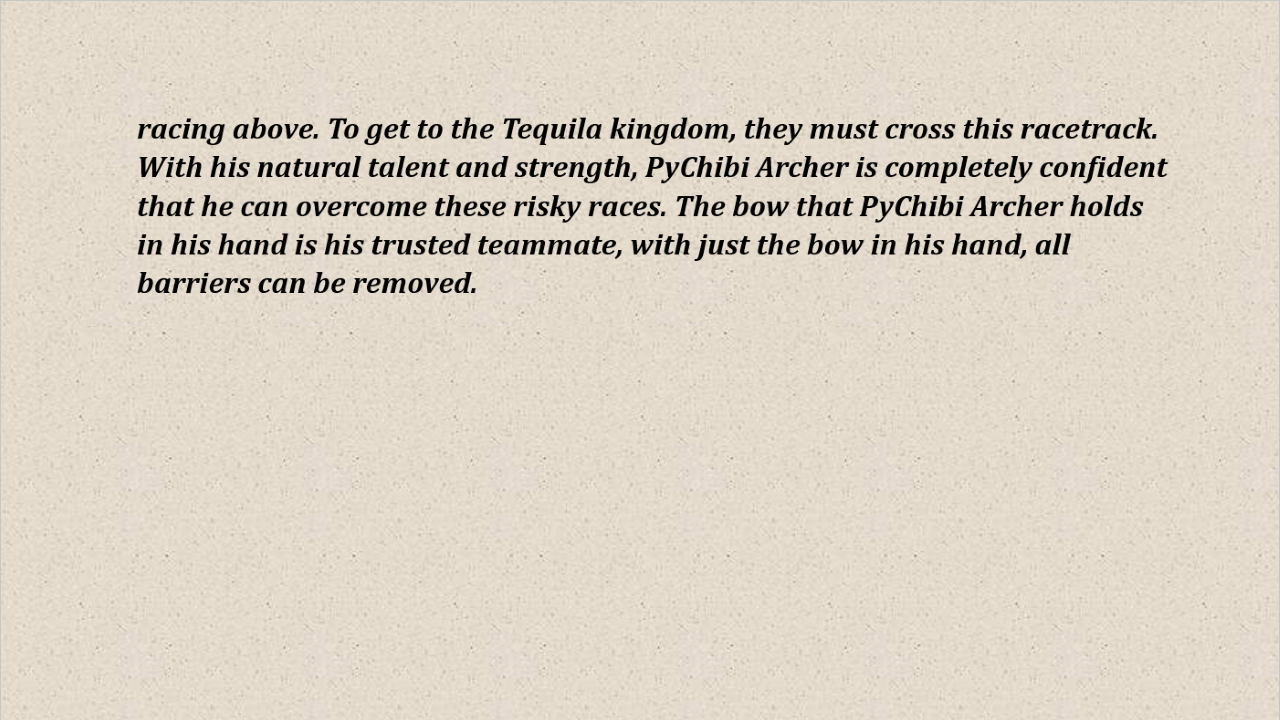 racing above. To get to the Tequila kingdom, they must cross this racetrack.
With his natural talent and strength, PyChibi Archer is completely confident
that he can overcome these risky races. The bow that PyChibi Archer holds
in his hand is his trusted teammate, with just the bow in his hand, all
barriers can be removed.